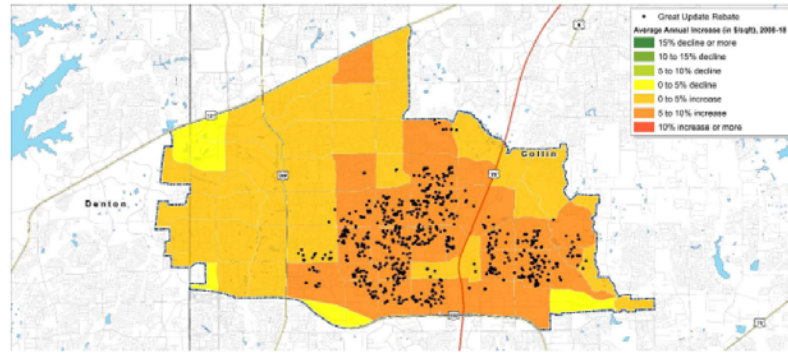 Great Update Rebate
Average Annual Increase (in $/sqft), 2008-18
15% decline or more
10 to 15% decline
5 to 10% decline
0 to 5% decline
0 to 5% increase
5 to 10% increase
10% increase or more
Collin
Denton
121
75